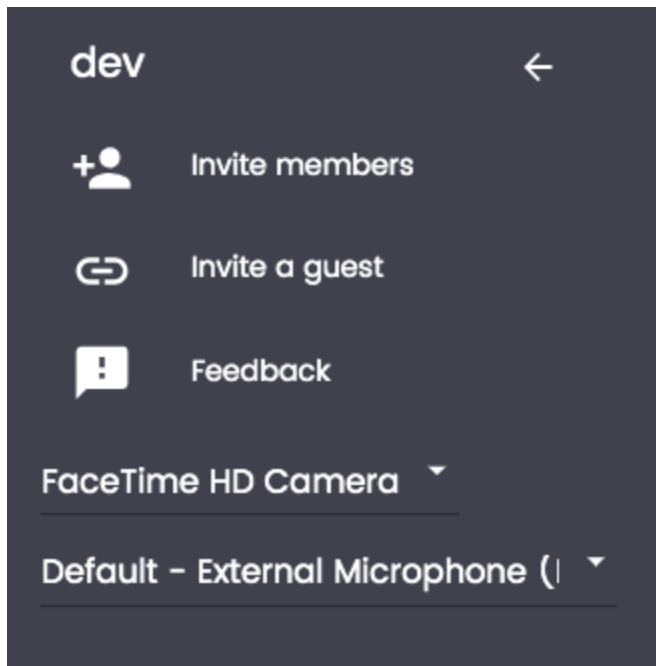 dev
Invite members
Invite a guest
Feedback
FaceTime HD Camera
Default - External Microphone (